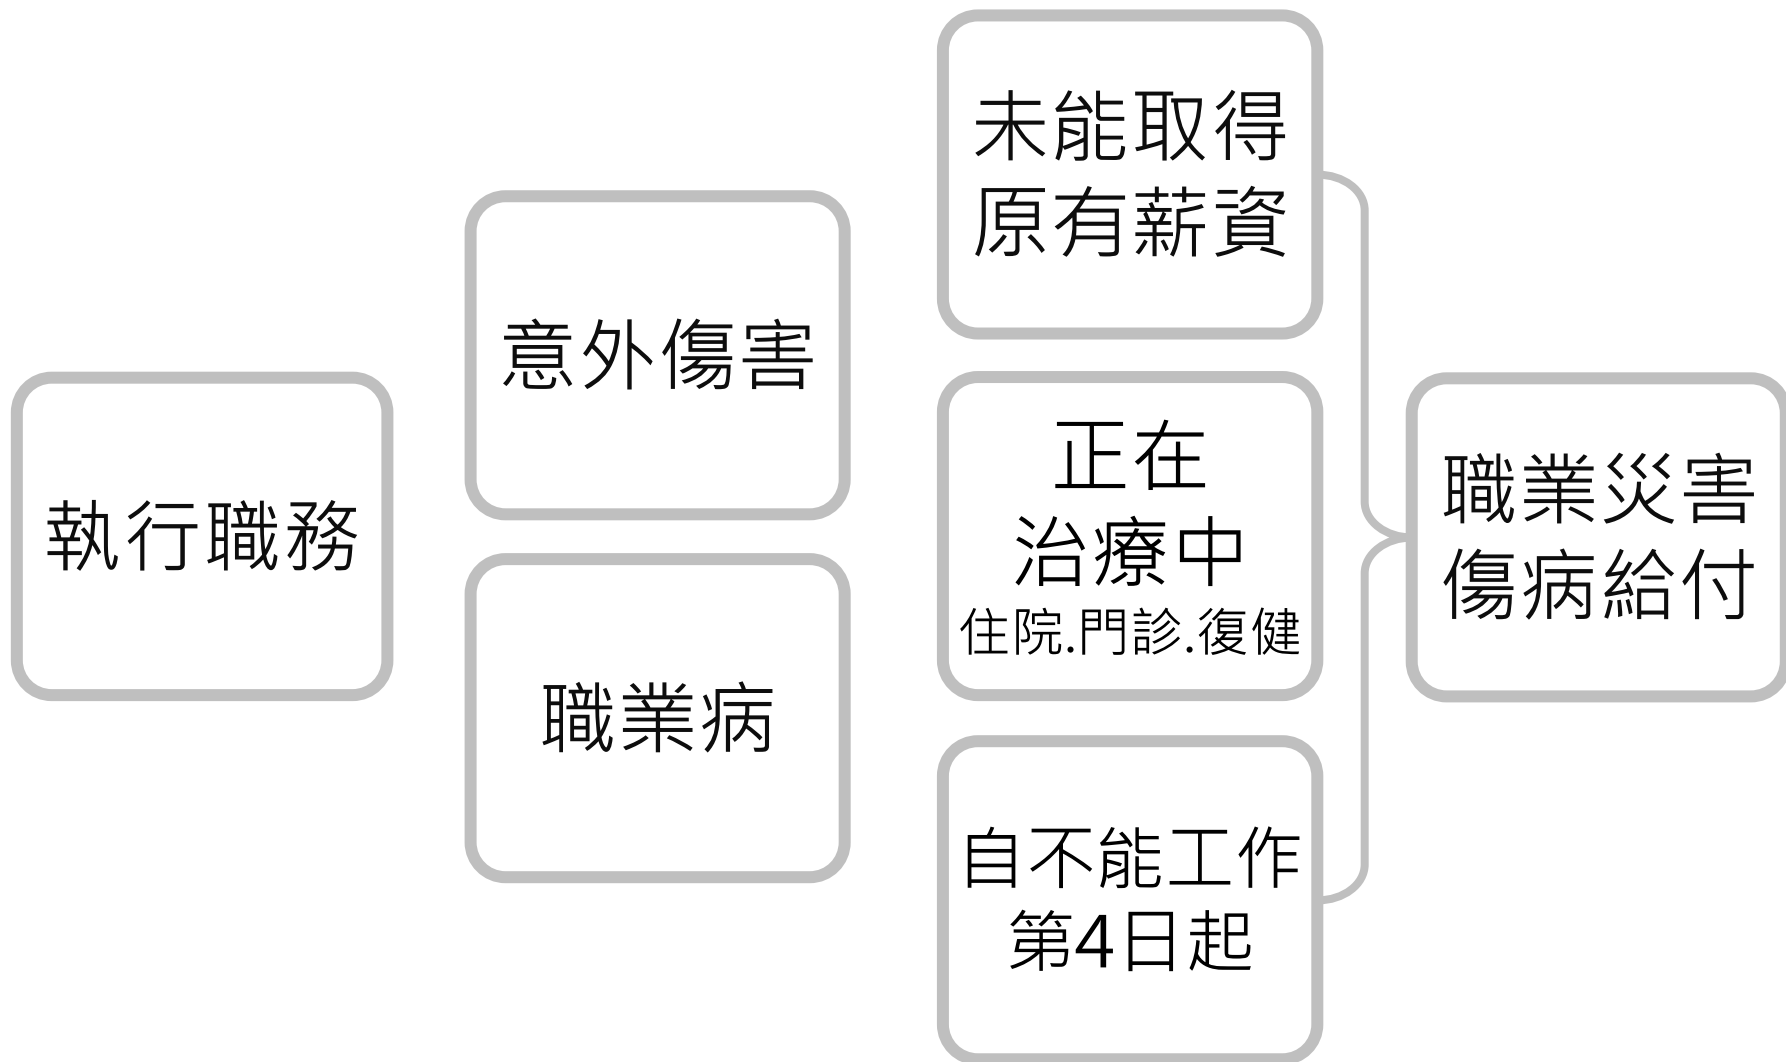 執行職務
意外傷害
職業病
未能取得
原有薪資
正在
治療中
住院.門診.復健
自不能工作
第4日起
職業災害
傷病給付